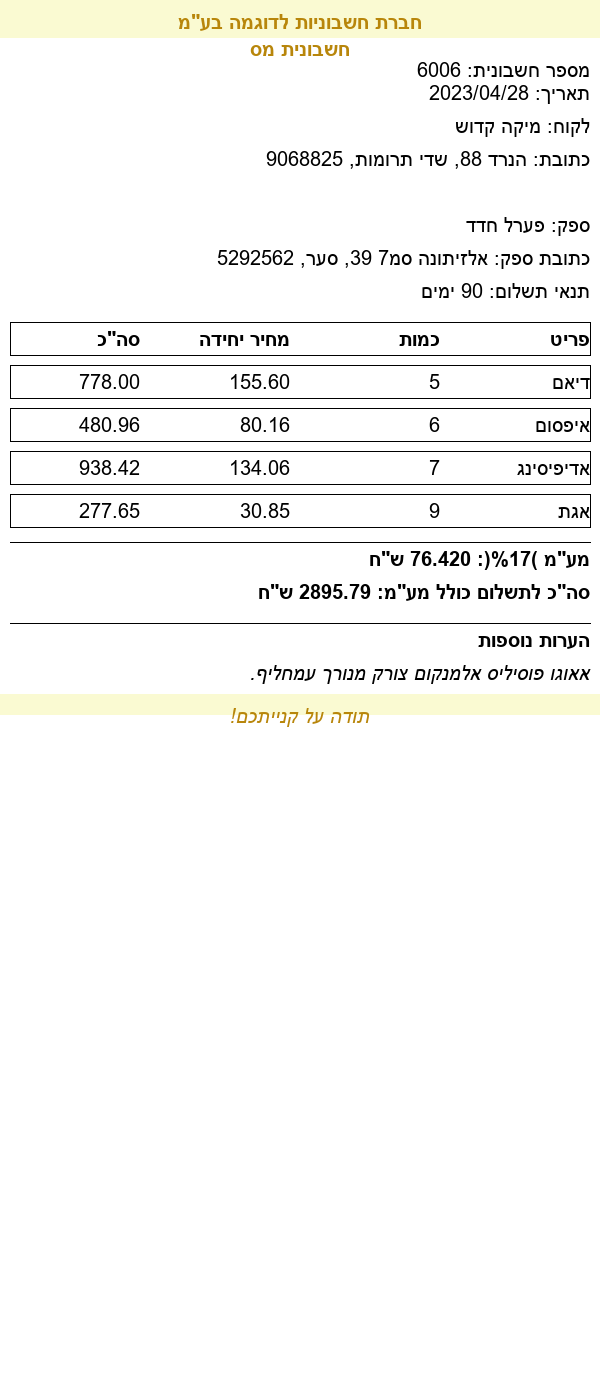 חברת חשבוניות לדוגמה בע"מ
חשבונית מס
מספר חשבונית: 6006
תאריך: 2023/04/28
לקוח: מיקה קדוש
כתובת: הנרד 88, שדי תרומות, 9068825
ספק: פערל חדד
כתובת ספק: אלזיתונה סמ7 39, סער, 5292562
תנאי תשלום: 90 ימים
פריט כמות מחיר יחידה סה"כ
דיאם 5 155.60 778.00
איפסום 6 80.16 480.96
אדיפיסינג 7 134.06 938.42
אגת 9 30.85 277.65
מע"מ )17%(: 76.420 ש"ח
סה"כ לתשלום כולל מע"מ: 2895.79 ש"ח
הערות נוספות
אאוגו פוסיליס אלמנקום צורק מנורך עמחליף.
תודה על קנייתכם!